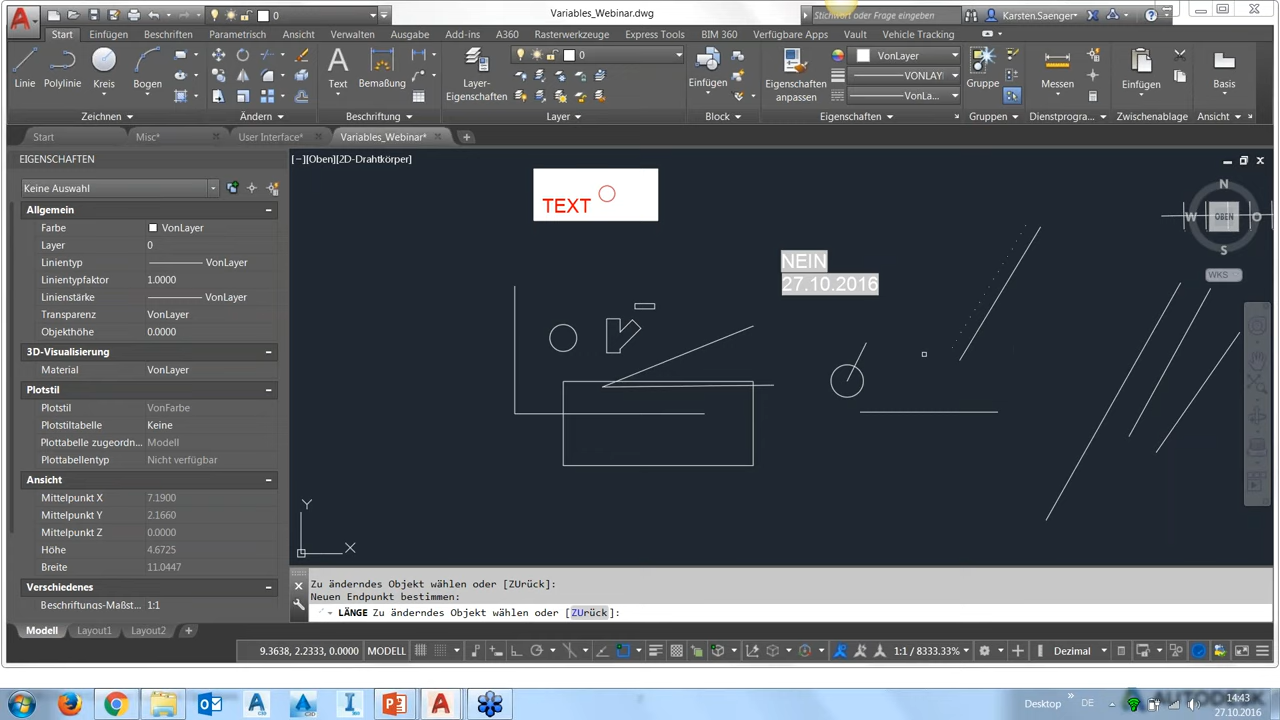 Variables_Webinar.dwg
0
Stichwort oder Frage eingeben
Karsten.Saenger
Start Einfügen Beschriften Parametrisch Ansicht Verwalten Ausgabe Add-ins A360 Rasterwerkzeuge Express Tools BIM 360 Verfügbare Apps Vault Vehicle Tracking
Linie Polylinie Kreis Bogen
Text Bemaßung
Layer-
Eigenschaften
0
Einfügen
Eigenschaften
anpassen
VonLayer
VONLAY...
VonLa...
Gruppe
Messen
Einfügen
Basis
Zeichnen Ändern Beschriftung Layer Block Eigenschaften Gruppen Dienstprog... Zwischenablage Ansicht
Start Misc* User Interface* Variables_Webinar*
EIGENSCHAFTEN
[−][Oben][2D-Drahtkörper]
Keine Auswahl
Allgemein
Farbe VonLayer
Layer 0
Linientyp VonLayer
Linientypfaktor 1.0000
Linienstärke VonLayer
Transparenz VonLayer
Objekthöhe 0.0000
3D-Visualisierung
Material VonLayer
Plotstil
Plotstil VonFarbe
Plotstiltabelle Keine
Plottabelle zugeordn... Modell
Plottabellentyp Nicht verfügbar
Ansicht
Mittelpunkt X 7.1900
Mittelpunkt Y 2.1660
Mittelpunkt Z 0.0000
Höhe 4.6725
Breite 11.0447
Verschiedenes
Beschriftungs-Maßst... 1:1
TEXT
NEIN
27.10.2016
N
W OBEN O
S
WKS
Y
X
Zu änderndes Objekt wählen oder [ZUrück]:
Neuen Endpunkt bestimmen:
LÄNGE Zu änderndes Objekt wählen oder [ZUrück]:
Modell Layout1 Layout2
9.3638, 2.2333, 0.0000 MODELL 1:1 / 8333.33% Dezimal
AUTODESK
Desktop DE 14:43
27.10.2016